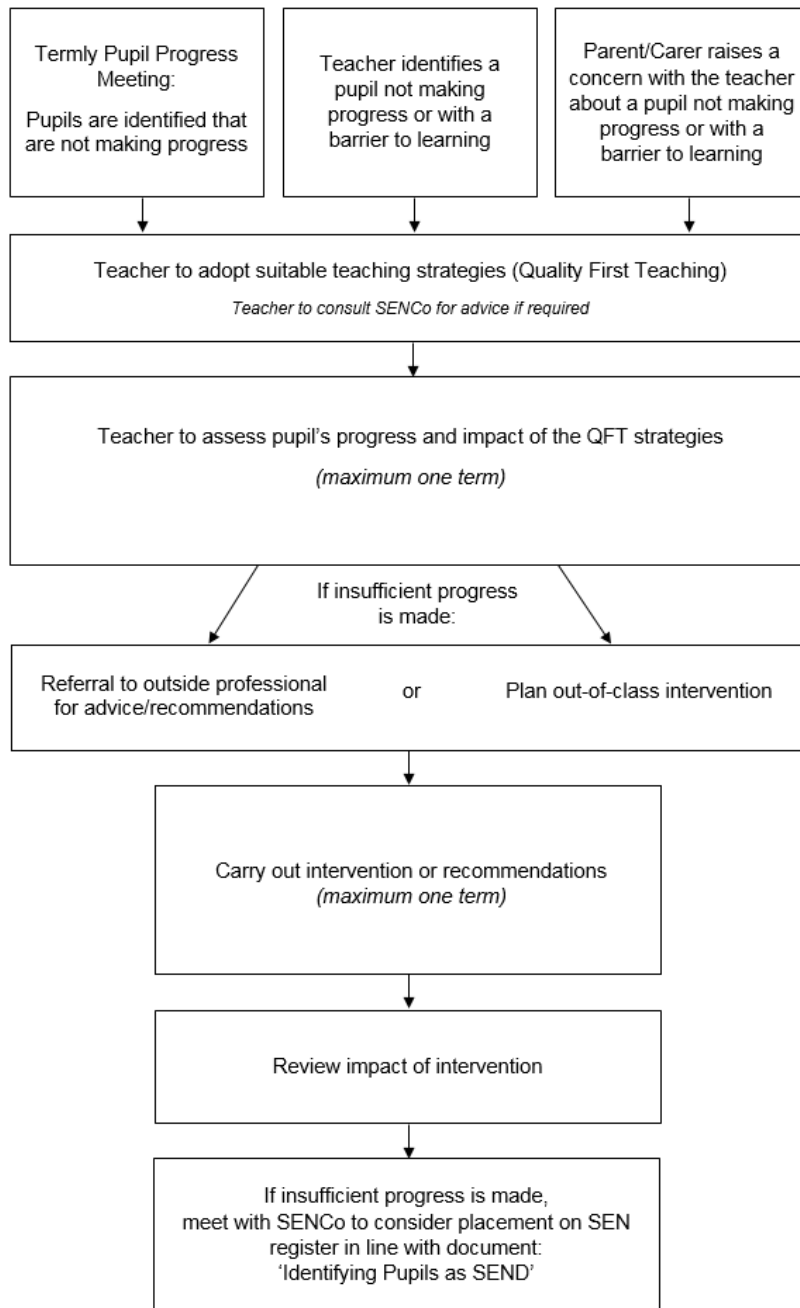 Termly Pupil Progress
Meeting:
Pupils are identified that
are not making progress
Teacher identifies a
pupil not making
progress or with a
barrier to learning
Parent/Carer raises a
concern with the teacher
about a pupil not making
progress or with a
barrier to learning
Teacher to adopt suitable teaching strategies (Quality First Teaching)
Teacher to consult SENCo for advice if required
Teacher to assess pupil’s progress and impact of the QFT strategies
(maximum one term)
If insufficient progress
is made:
Referral to outside professional
for advice/recommendations
or
Plan out-of-class intervention
Carry out intervention or recommendations
(maximum one term)
Review impact of intervention
If insufficient progress is made,
meet with SENCo to consider placement on SEN
register in line with document:
‘Identifying Pupils as SEND’